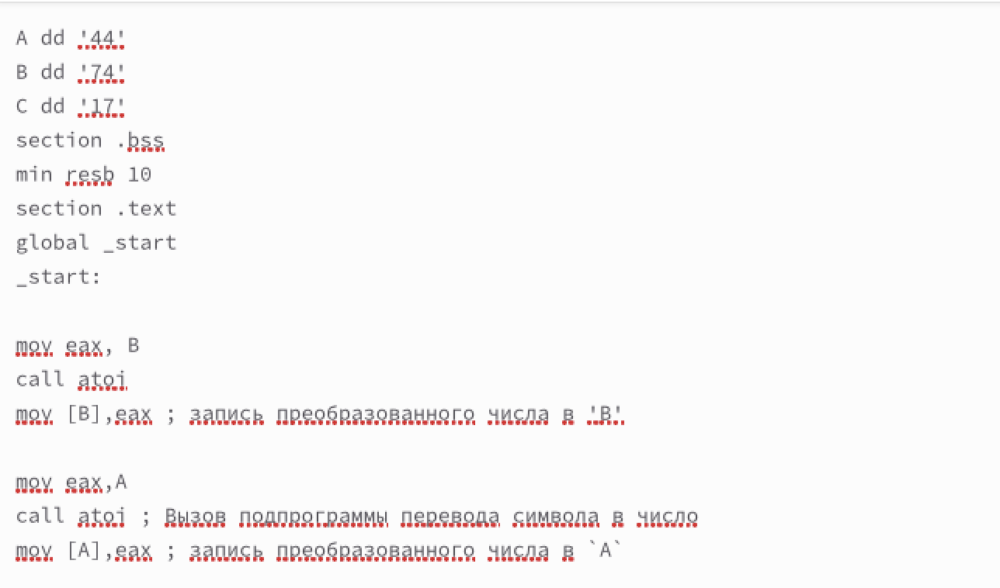 A dd '44'
B dd '74'
C dd '17'
section .bss
min resb 10
section .text
global _start
_start:
mov eax, B
call atoi
mov [B],eax ; запись преобразованного числа в 'B'
mov eax,A
call atoi ; Вызов подпрограммы перевода символа в число
mov [A],eax ; запись преобразованного числа в `A`